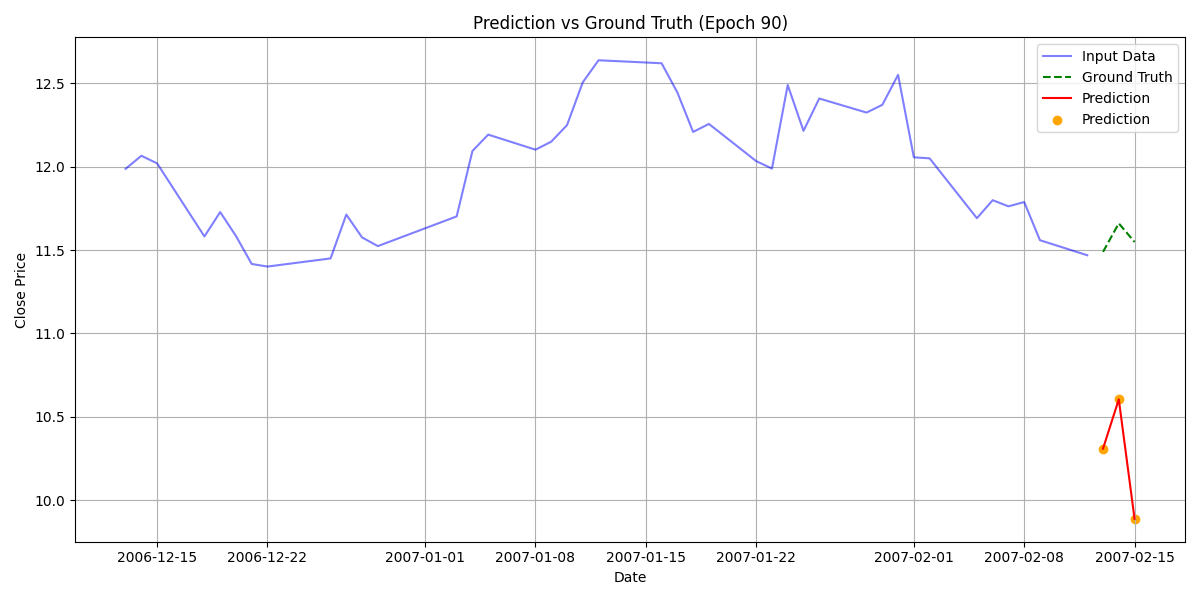 Prediction vs Ground Truth (Epoch 90)
Input Data
Ground Truth
Prediction
Prediction
Close Price
12.5
12.0
11.5
11.0
10.5
10.0
2006-12-15 2006-12-22 2007-01-01 2007-01-08 2007-01-15 2007-01-22 2007-02-01 2007-02-08 2007-02-15
Date